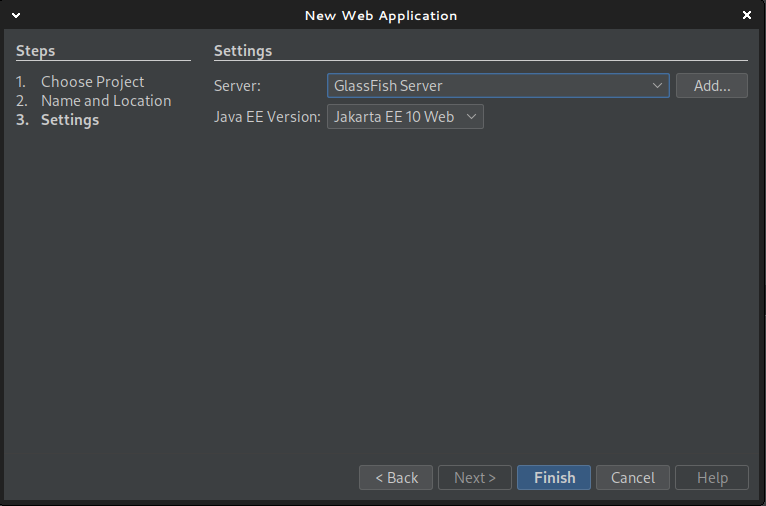 New Web Application
Steps
1. Choose Project
2. Name and Location
3. Settings
Settings
Server: GlassFish Server Add...
Java EE Version: Jakarta EE 10 Web
< Back Next > Finish Cancel Help